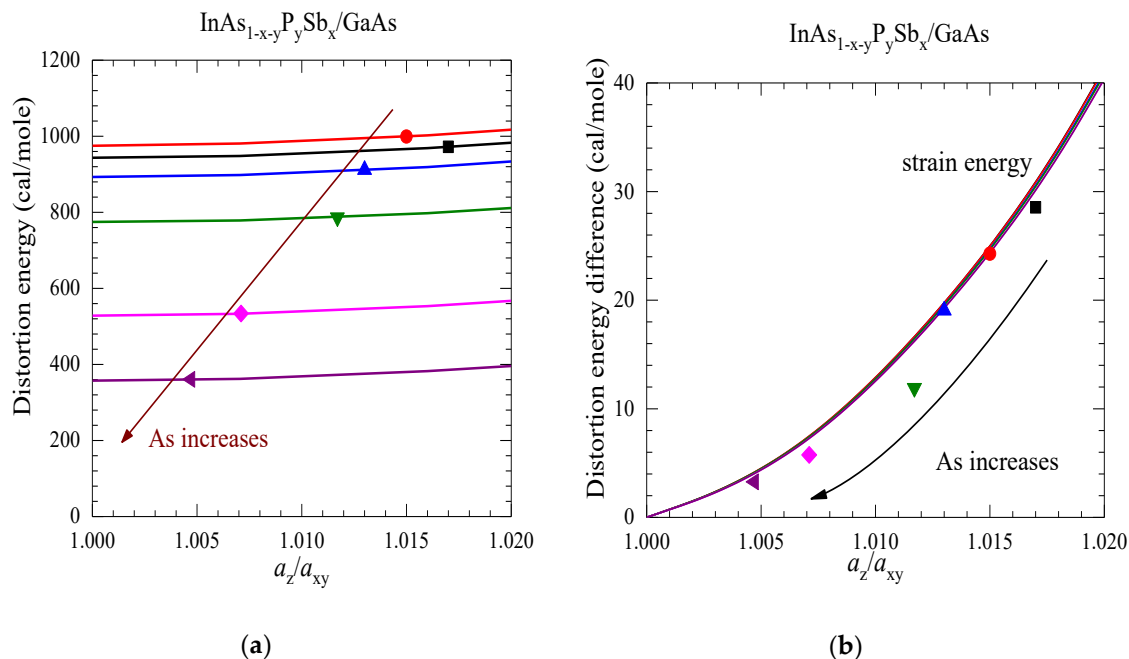 InAs1-x-yPySbx/GaAs
Distortion energy (cal/mole)
1200
1000
800
600
400
200
0
As increases
1.000 1.005 1.010 1.015 1.020
az/axy
(a)
InAs1-x-yPySbx/GaAs
Distortion energy difference (cal/mole)
40
30
20
10
0
strain energy
As increases
1.000 1.005 1.010 1.015 1.020
az/axy
(b)